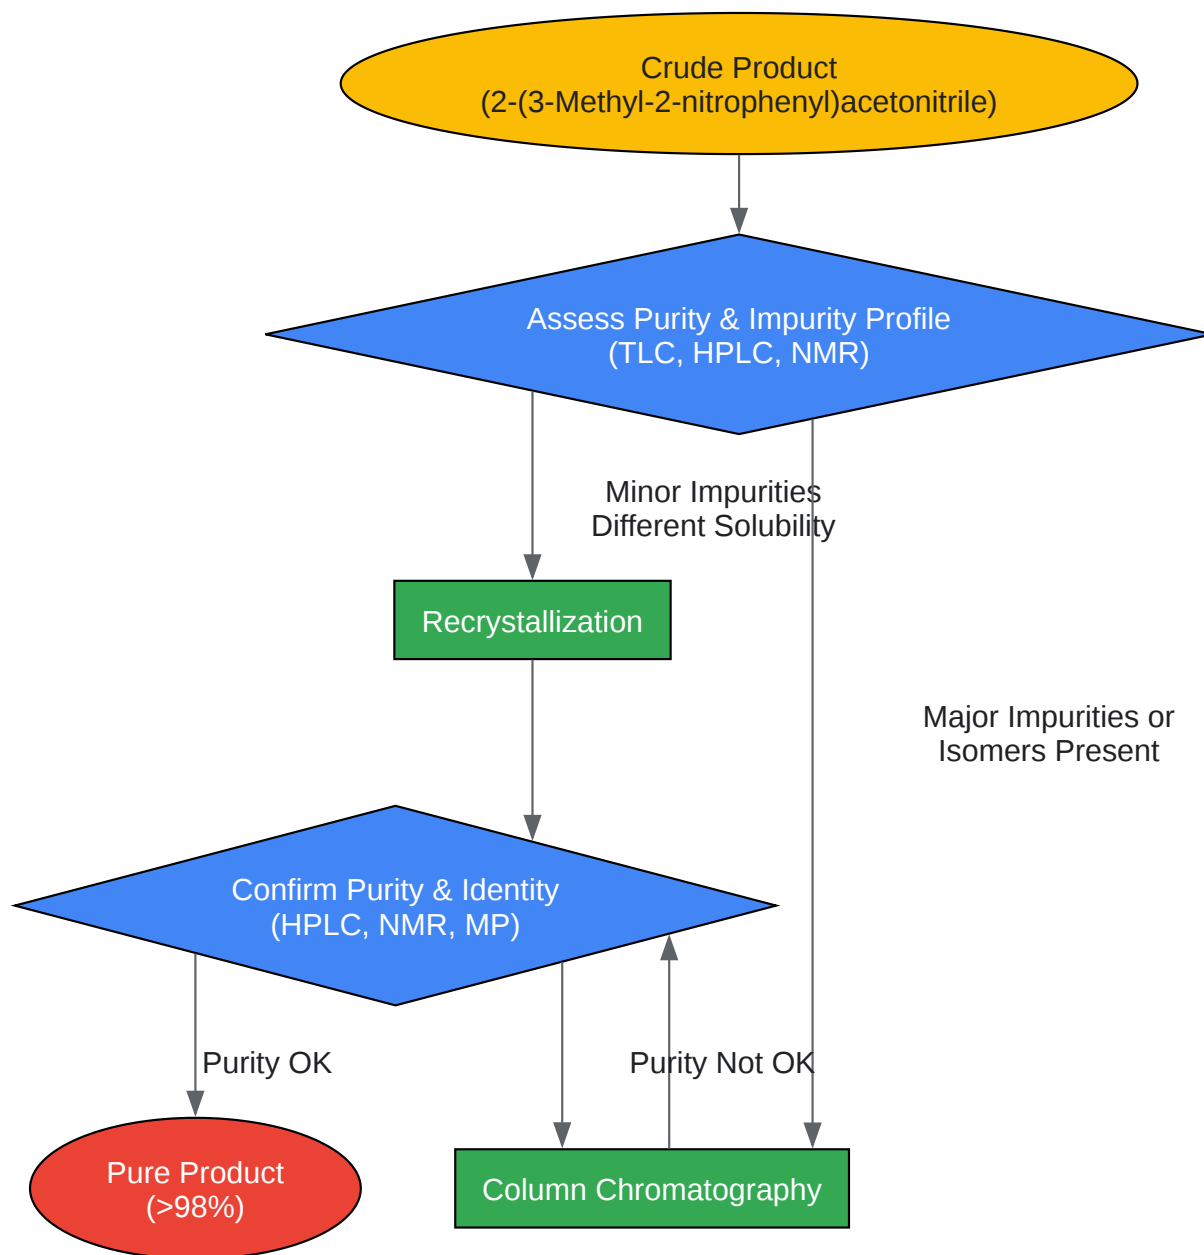 Crude Product
(2-(3-Methyl-2-nitrophenyl)acetonitrile)
Assess Purity & Impurity Profile
(TLC, HPLC, NMR)
Minor Impurities
Different Solubility
Recrystallization
Major Impurities or
Isomers Present
Confirm Purity & Identity
(HPLC, NMR, MP)
Purity OK
Purity Not OK
Pure Product
(>98%)
Column Chromatography